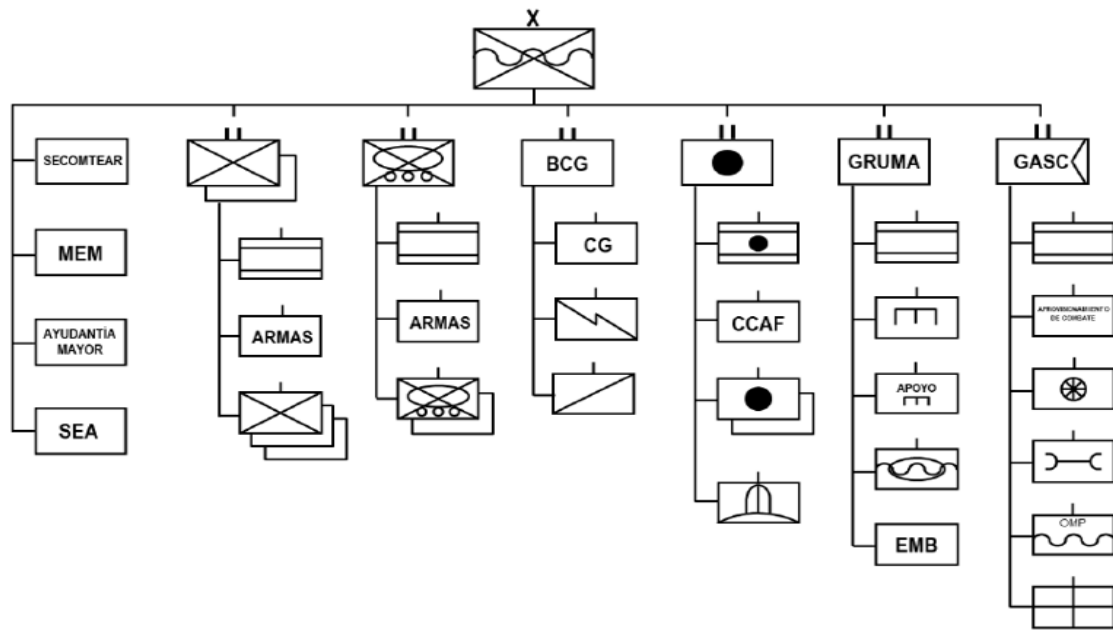 X
SECOMTEAR
MEM
AYUDANTÍA
MAYOR
SEA
ARMAS
ARMAS
BCG
CG
CCAF
GRUMA
APOYO
EMB
GASC
APROVISIONAMIENTO
DE COMBATE
OMP